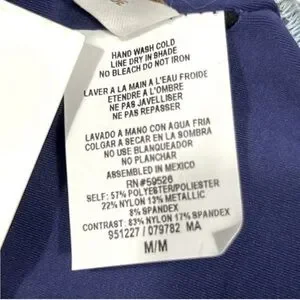 HAND WASH COLD
LINE DRY IN SHADE
NO BLEACH DO NOT IRON
LAVER A LA MAIN A L'EAU FROIDE
ETENDRE A L'OMBRE
NE PAS JAVELLISER
NE PAS REPASSER
LAVADO A MANO CON AGUA FRIA
COLGAR A SECAR EN LA SOMBRA
NO USE BLANQUEADOR
NO PLANCHAR
ASSEMBLED IN MEXICO
RN#59526
SELF: 57% POLYESTER/POLIESTER
22% NYLON 13% METALLIC
8% SPANDEX
CONTRAST: 83% NYLON 17% SPANDEX
951227 / 079782 MA
M/M